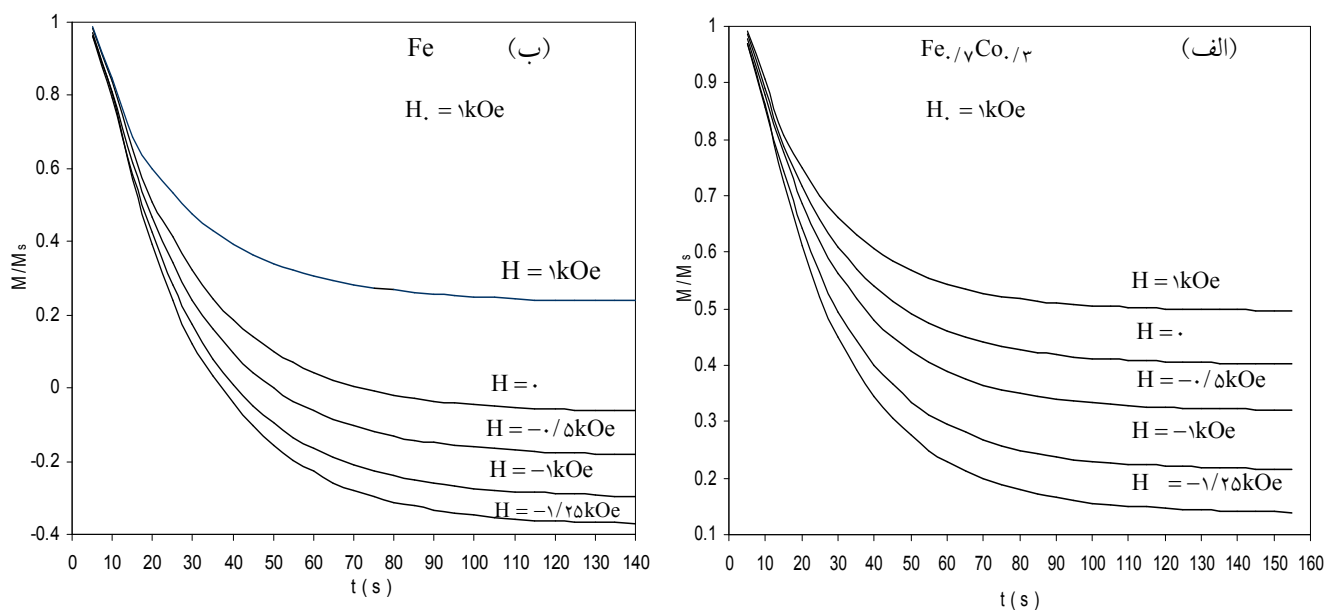 Fe (ب)
H. = ۱kOe
1
0.8
0.6
0.4
0.2
0
-0.2
-0.4
M/Ms
H = ۱kOe
H = ۰
H = −۰/۵kOe
H = −۱kOe
H = −۱/۲۵kOe
0 10 20 30 40 50 60 70 80 90 100 110 120 130 140
t ( s )
Fe۰/۷Co۰/۳ (الف)
H. = ۱kOe
1
0.9
0.8
0.7
0.6
0.5
0.4
0.3
0.2
0.1
M/Ms
H = ۱kOe
H = ۰
H = −۰/۵kOe
H = −۱kOe
H = −۱/۲۵kOe
0 10 20 30 40 50 60 70 80 90 100 110 120 130 140 150 160
t ( s )